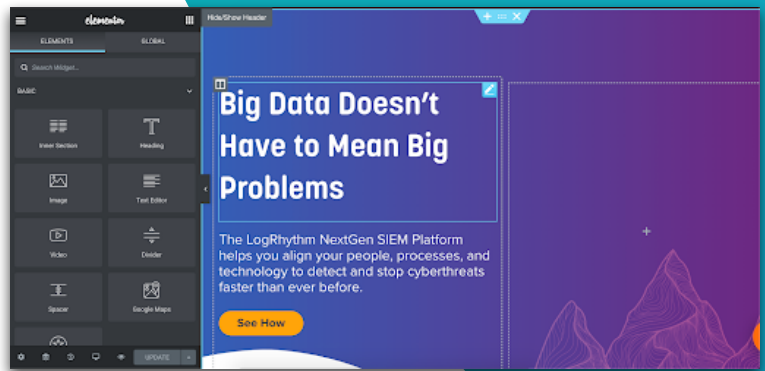 elementor
Hide/Show Header
ELEMENTS
GLOBAL
Search Widget...
BASIC
Inner Section
Heading
Image
Text Editor
Video
Divider
Spacer
Google Maps
UPDATE
Big Data Doesn't
Have to Mean Big
Problems
The LogRhythm NextGen SIEM Platform
helps you align your people, processes, and
technology to detect and stop cyberthreats
faster than ever before.
See How